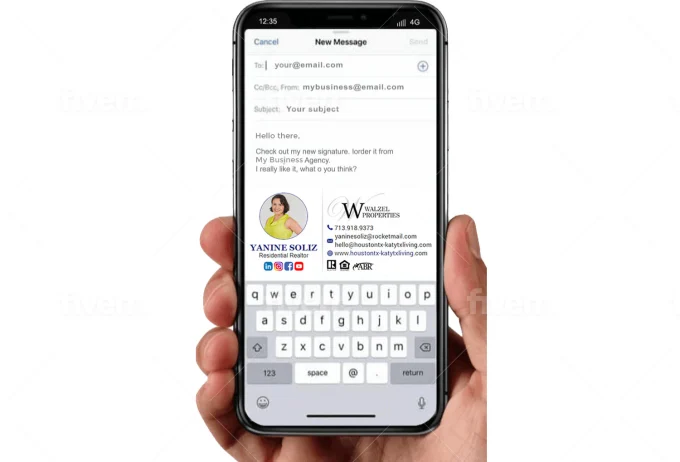 12:35
4G
Cancel New Message Send
To: your@email.com
Cc/Bcc, From: mybusiness@email.com
Subject: Your subject
Hello there,
Check out my new signature. Iorder it from
My Business Agency.
I really like it, what o you think?
YANINE SOLIZ
Residential Realtor
W WALZEL
PROPERTIES
713.918.9373
yaninesoliz@rocketmail.com
hello@houstontx-katytxliving.com
www.houstontx-katytxliving.com
R
ABR
q w e r t y u i o p
a s d f g h j k l
z x c v b n m
123 space @ . return
fiverr
fiverr
fiverr
fiverr
fiverr
fiverr